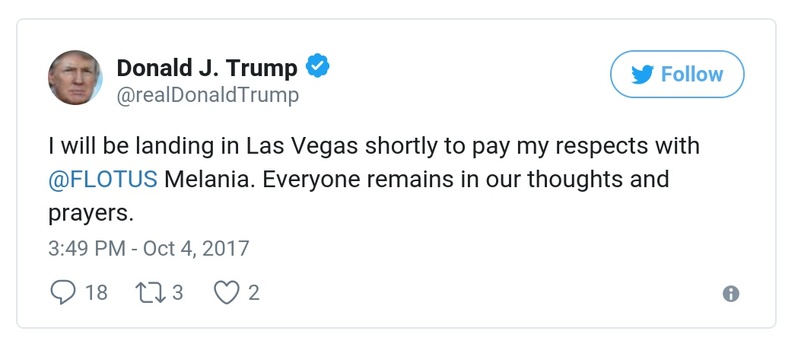 Donald J. Trump
Follow
@realDonaldTrump
I will be landing in Las Vegas shortly to pay my respects with
@FLOTUS Melania. Everyone remains in our thoughts and
prayers.
3:49 PM - Oct 4, 2017
18 3 2